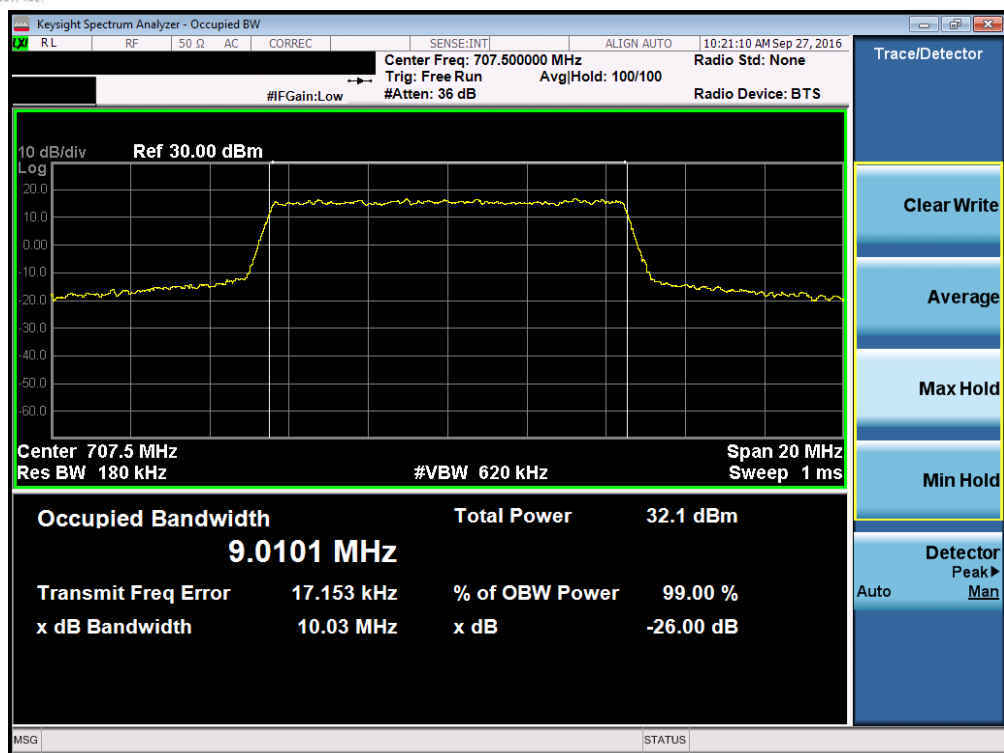 Keysight Spectrum Analyzer - Occupied BW
LXI RL RF 50 Ω AC CORREC SENSE:INT ALIGN AUTO 10:21:10 AM Sep 27, 2016
Center Freq: 707.500000 MHz Radio Std: None
Trig: Free Run Avg|Hold: 100/100
#IFGain:Low #Atten: 36 dB Radio Device: BTS
10 dB/div Ref 30.00 dBm
Log
20.0
10.0
0.00
-10.0
-20.0
-30.0
-40.0
-50.0
-60.0
Center 707.5 MHz Span 20 MHz
Res BW 180 kHz #VBW 620 kHz Sweep 1 ms
Occupied Bandwidth Total Power 32.1 dBm
9.0101 MHz
Transmit Freq Error 17.153 kHz % of OBW Power 99.00 %
x dB Bandwidth 10.03 MHz x dB -26.00 dB
MSG STATUS
Trace/Detector
Clear Write
Average
Max Hold
Min Hold
Detector
Peak▶
Auto Man